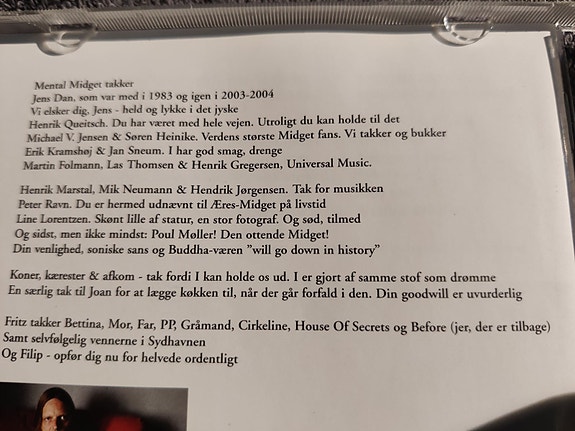 Mental Midget takker
Jens Dan, som var med i 1983 og igen i 2003-2004
Vi elsker dig, Jens - held og lykke i det jyske
Henrik Queitsch. Du har været med hele vejen. Utroligt du kan holde til det
Michael V. Jensen & Søren Heinike. Verdens største Midget fans. Vi takker og bukker
Erik Kramshøj & Jan Sneum. I har god smag, drenge
Martin Folmann, Las Thomsen & Henrik Gregersen, Universal Music.
Henrik Marstal, Mik Neumann & Hendrik Jørgensen. Tak for musikken
Peter Ravn. Du er hermed udnævnt til Æres-Midget på livstid
Line Lorentzen. Skønt lille af statur, en stor fotograf. Og sød, tilmed
Og sidst, men ikke mindst: Poul Møller! Den ottende Midget!
Din venlighed, soniske sans og Buddha-væren ”will go down in history”
Koner, kærester & afkom - tak fordi I kan holde os ud. I er gjort af samme stof som drømme
En særlig tak til Joan for at lægge køkken til, når der går forfald i den. Din goodwill er uvurderlig
Fritz takker Bettina, Mor, Far, PP, Gråmand, Cirkeline, House Of Secrets og Before (jer, der er tilbage)
Samt selvfølgelig vennerne i Sydhavnen
Og Filip - opfør dig nu for helvede ordentligt